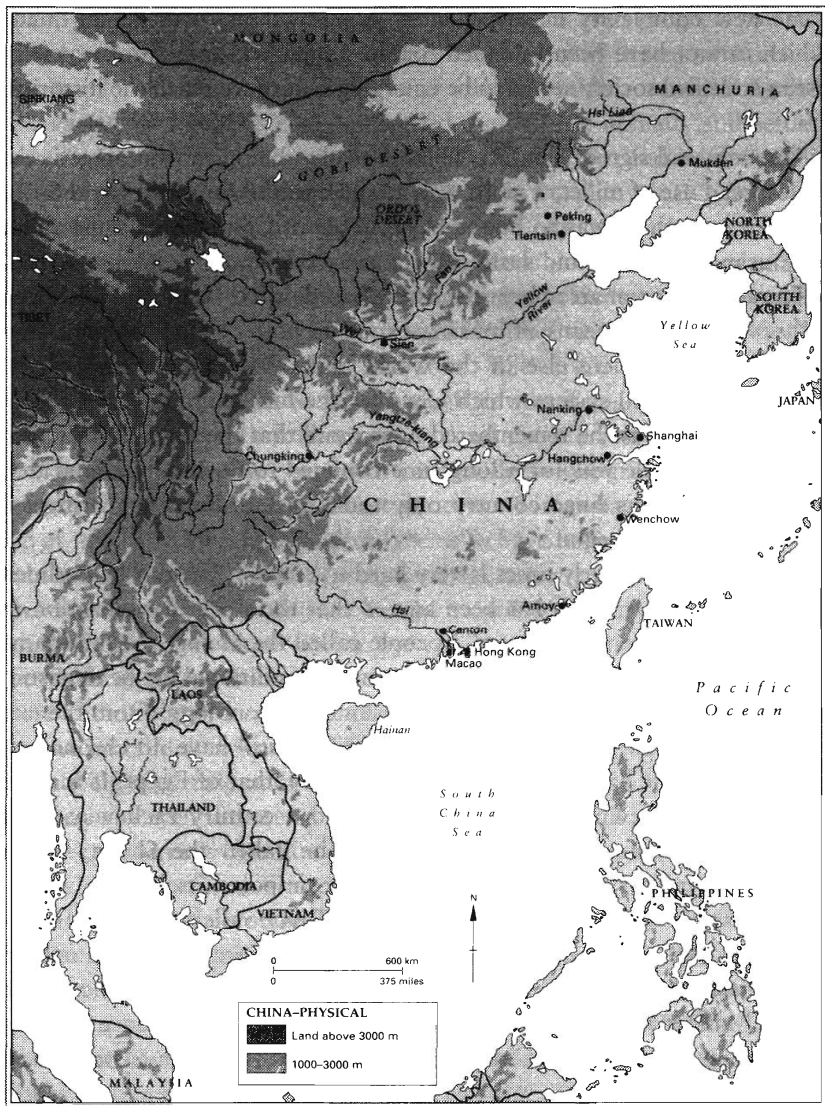 MONGOLIA
SINKIANG
MANCHURIA
Hsi Liao
GOBI DESERT
Mukden
ORDOS
DESERT
Peking
Tientsin
NORTH
KOREA
Fen
Yellow
River
SOUTH
KOREA
TIBET
Wei
Sian
Yellow
Sea
JAPAN
Nanking
Yangtze-kiang
Shanghai
Chungking
Hangchow
CHINA
Wenchow
Hsi
Amoy
TAIWAN
Canton
Hong Kong
Macao
BURMA
LAOS
Pacific
Ocean
Hainan
South
China
Sea
THAILAND
CAMBODIA
VIETNAM
PHILIPPINES
N
0 600 km
0 375 miles
CHINA–PHYSICAL
Land above 3000 m
1000–3000 m
MALAYSIA